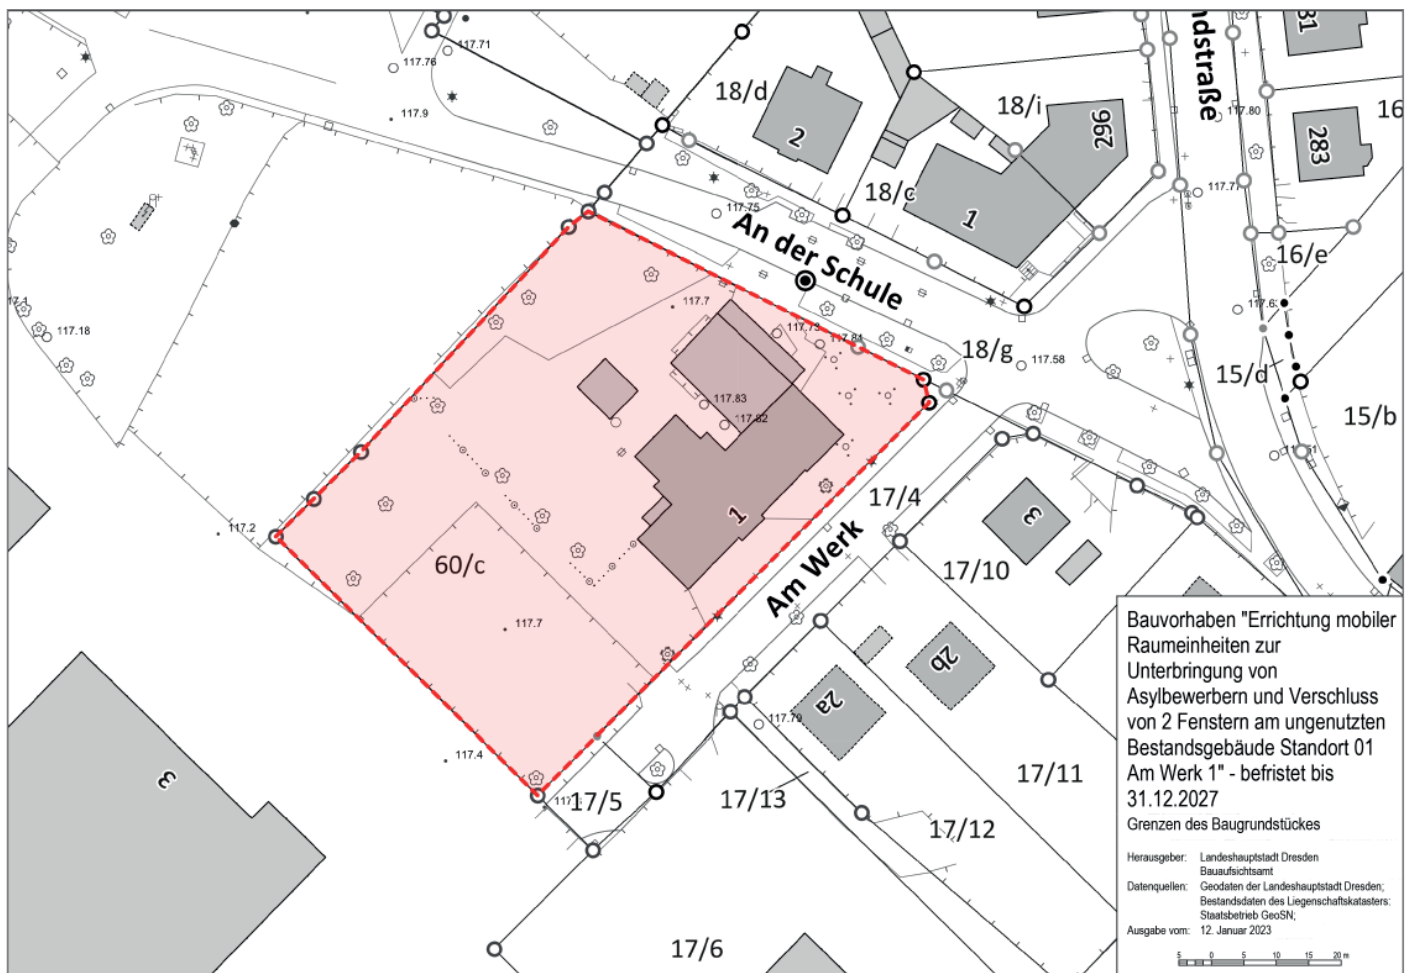 117.71
117.76
117.9
18/d
2
18/i
296
ndstraße
31
117.80
16
283
117.77
18/c
1
117.75
An der Schule
16/e
117.18
117.7
117.73
117.81
18/g
117.58
15/d
15/b
117.83
117.82
1
17/4
3
117.2
60/c
Am Werk
17/10
117.7
2b
2a
117.79
117.4
17/5
17/13
17/11
17/12
3
17/6
Bauvorhaben "Errichtung mobiler
Raumeinheiten zur
Unterbringung von
Asylbewerbern und Verschluss
von 2 Fenstern am ungenutzten
Bestandsgebäude Standort 01
Am Werk 1" - befristet bis
31.12.2027
Grenzen des Baugrundstückes
Herausgeber: Landeshauptstadt Dresden
Bauaufsichtsamt
Datenquellen: Geodaten der Landeshauptstadt Dresden;
Bestandsdaten des Liegenschaftskatasters:
Staatsbetrieb GeoSN;
Ausgabe vom: 12. Januar 2023
5 0 5 10 15 20 m